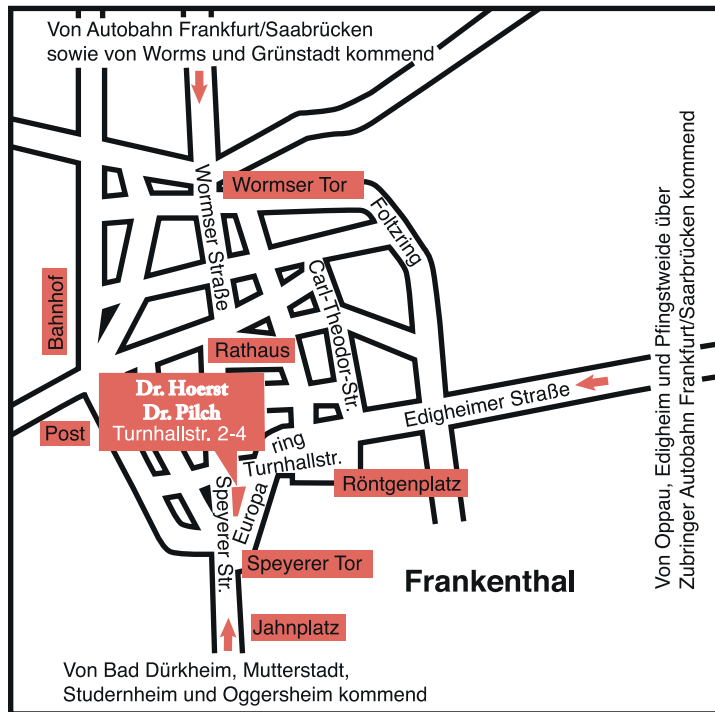 Von Autobahn Frankfurt/Saabrücken
sowie von Worms und Grünstadt kommend
Wormser Straße
Wormser Tor
Foltzring
Carl-Theodor-Str.
Bahnhof
Rathaus
Dr. Hoerst
Dr. Pilch
Turnhallstr. 2-4
Post
Edigheimer Straße
Von Oppau, Edigheim und Pfingstweide über
Zubringer Autobahn Frankfurt/Saarbrücken kommend
Europa
ring
Turnhallstr.
Röntgenplatz
Speyerer Str.
Speyerer Tor
Frankenthal
Jahnplatz
Von Bad Dürkheim, Mutterstadt,
Studernheim und Oggersheim kommend